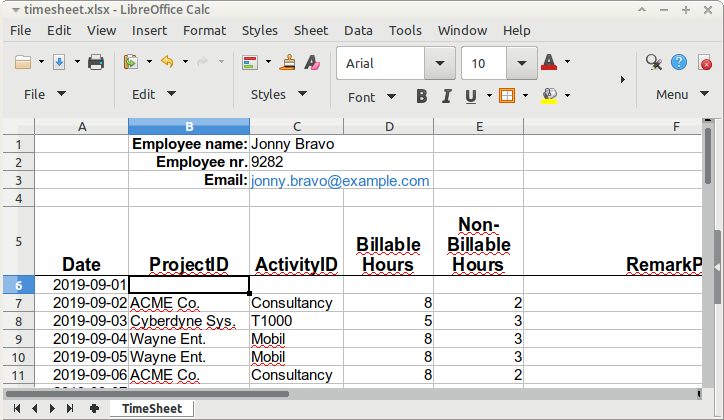 timesheet.xlsx - LibreOffice Calc
File Edit View Insert Format Styles Sheet Data Tools Window Help
Arial 10
File Edit Styles Font B I U Menu
A B C D E F
1 Employee name: Jonny Bravo
2 Employee nr. 9282
3 Email: jonny.bravo@example.com
4
5 Date ProjectID ActivityID Billable Hours Non-Billable Hours RemarkP
6 2019-09-01
7 2019-09-02 ACME Co. Consultancy 8 2
8 2019-09-03 Cyberdyne Sys. T1000 5 3
9 2019-09-04 Wayne Ent. Mobil 8 3
10 2019-09-05 Wayne Ent. Mobil 8 3
11 2019-09-06 ACME Co. Consultancy 8 2
TimeSheet